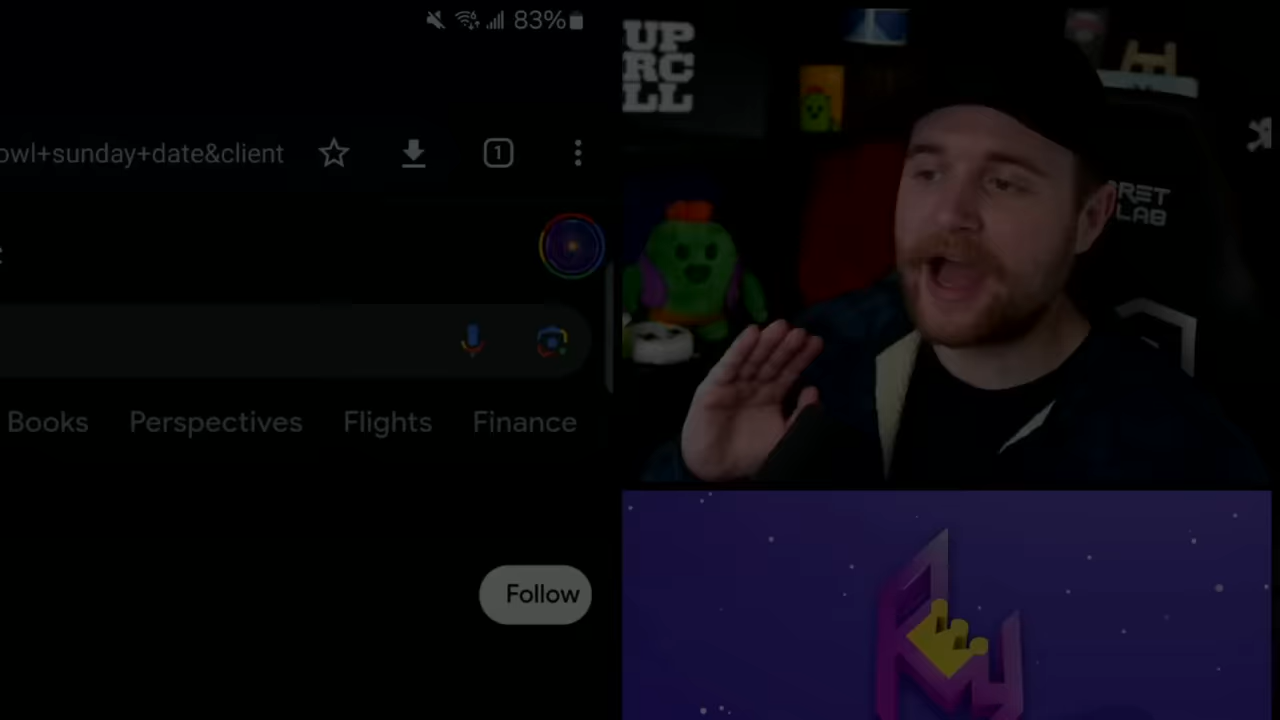 83%
owl+sunday+date&client
1
Books Perspectives Flights Finance
Follow
UP
RC
LL
RET
LAB